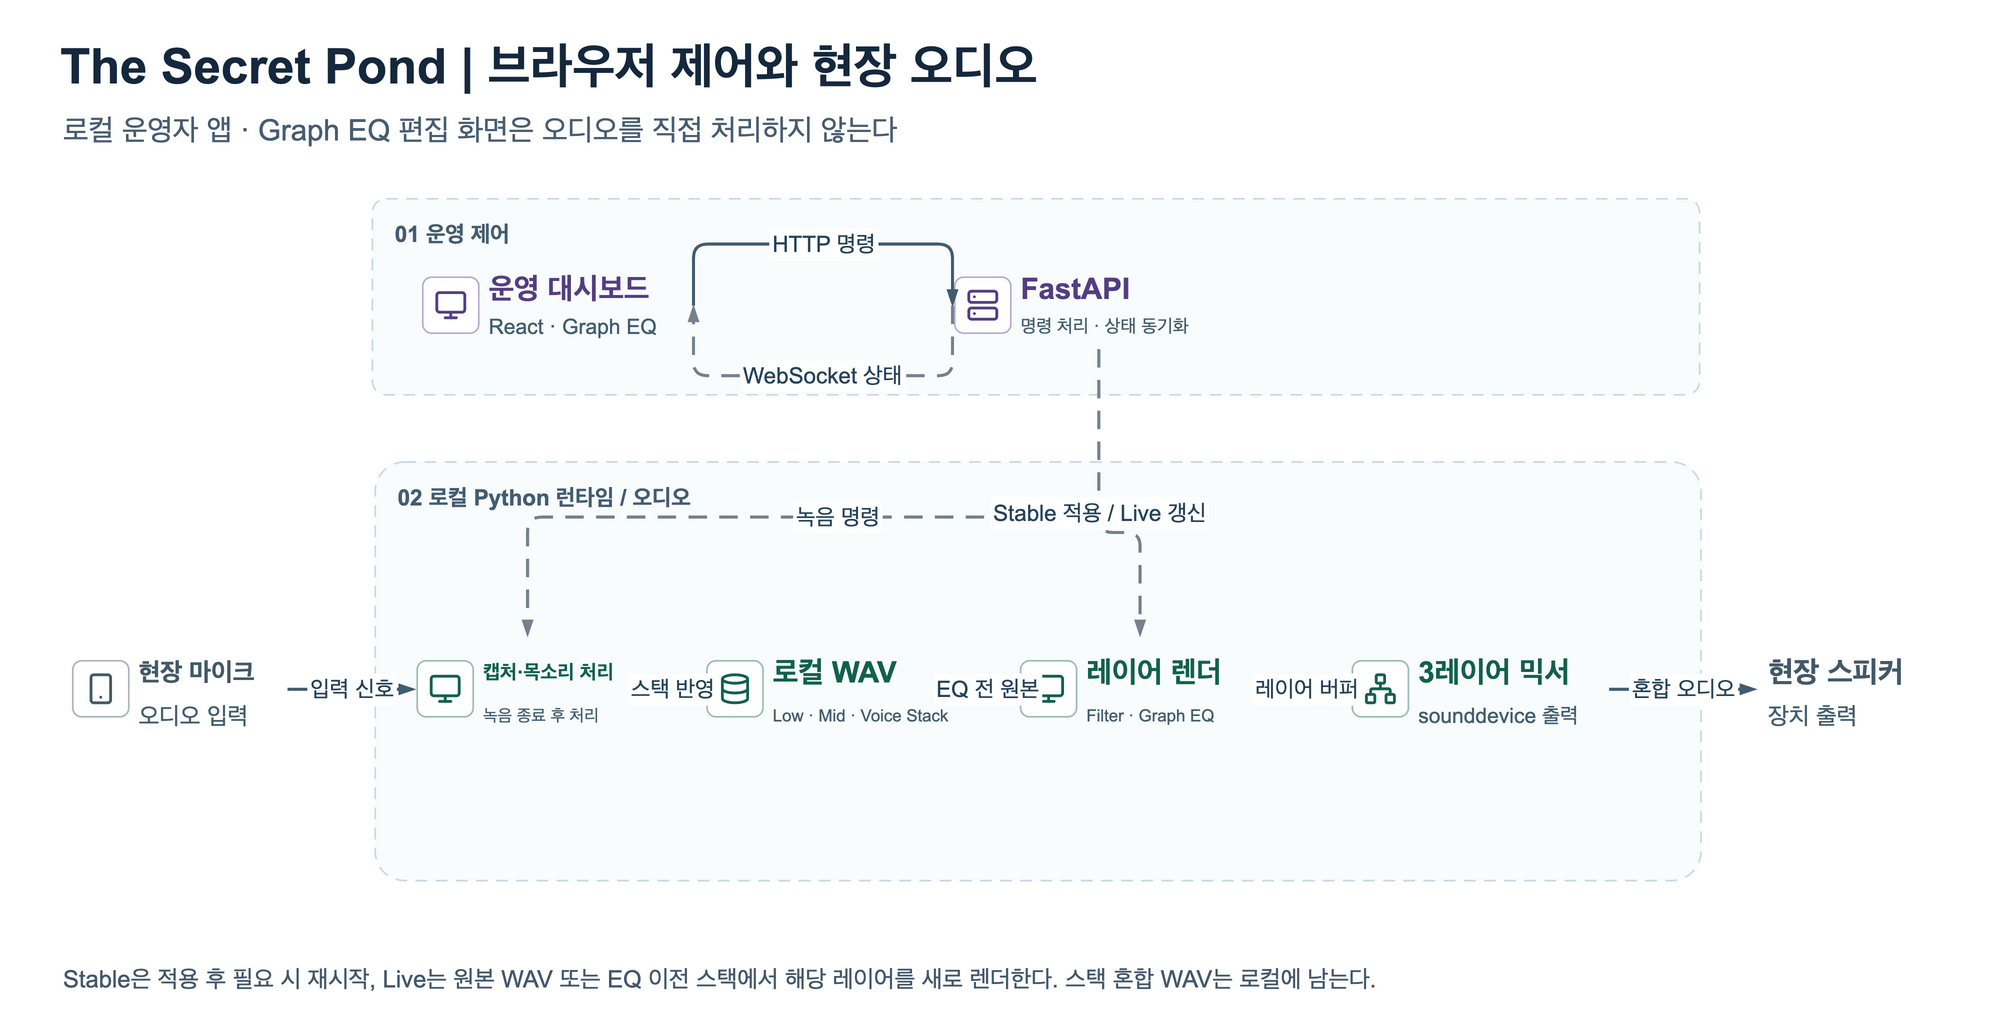 The Secret Pond | 브라우저 제어와 현장 오디오
로컬 운영자 앱 · Graph EQ 편집 화면은 오디오를 직접 처리하지 않는다
01 운영 제어
HTTP 명령
운영 대시보드
React · Graph EQ
FastAPI
명령 처리 · 상태 동기화
WebSocket 상태
02 로컬 Python 런타임 / 오디오
녹음 명령
Stable 적용 / Live 갱신
현장 마이크
오디오 입력
입력 신호
캡처·목소리 처리
녹음 종료 후 처리
스택 반영
로컬 WAV
Low · Mid · Voice Stack
EQ 전 원본
레이어 렌더
Filter · Graph EQ
레이어 버퍼
3레이어 믹서
sounddevice 출력
혼합 오디오
현장 스피커
장치 출력
Stable은 적용 후 필요 시 재시작, Live는 원본 WAV 또는 EQ 이전 스택에서 해당 레이어를 새로 렌더한다. 스택 혼합 WAV는 로컬에 남는다.